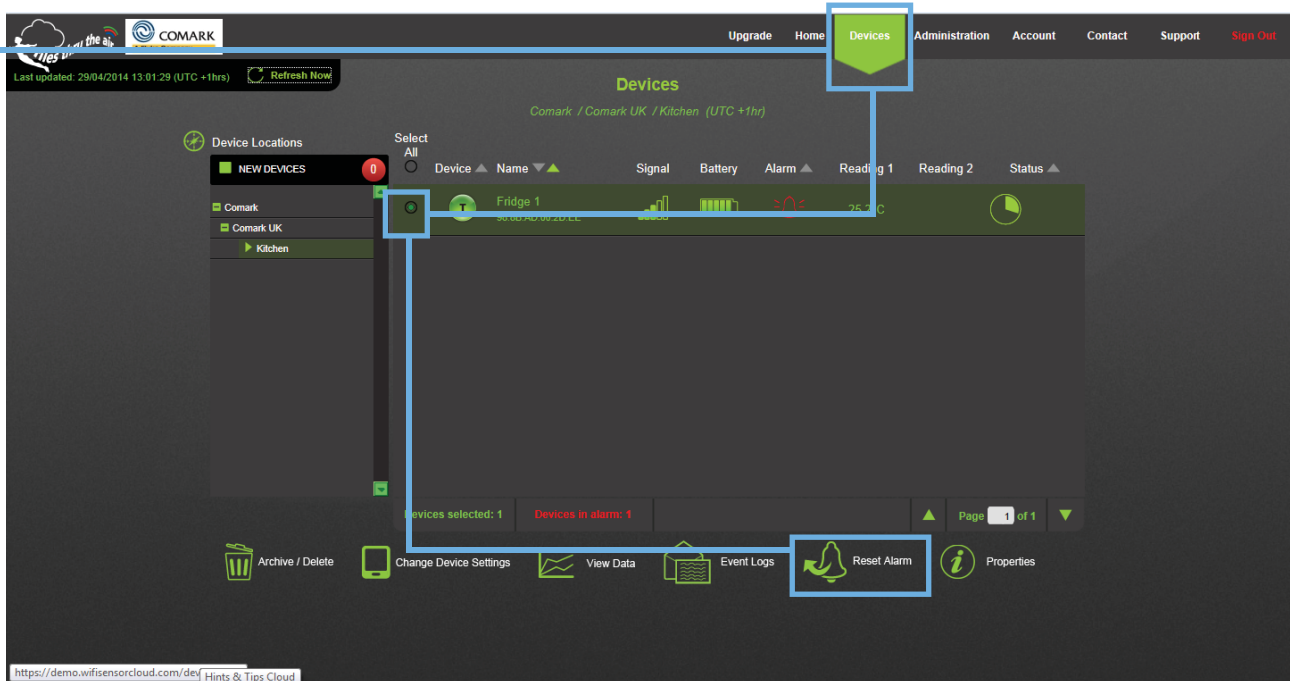 the air
COMARK
Upgrade Home Devices Administration Account Contact Support Sign Out
Last updated: 29/04/2014 13:01:29 (UTC +1hrs) Refresh Now
Devices
Comark / Comark UK / Kitchen (UTC +1hr)
Device Locations
Select
All
NEW DEVICES 0
Device Name Signal Battery Alarm Reading 1 Reading 2 Status
Comark
Comark UK
Kitchen
T
Fridge 1
Devices selected: 1 Devices in alarm: 1 Page 1 of 1
Archive / Delete Change Device Settings View Data Event Logs Reset Alarm i Properties
https://demo.wifisensorcloud.com/dev
Hints & Tips Cloud